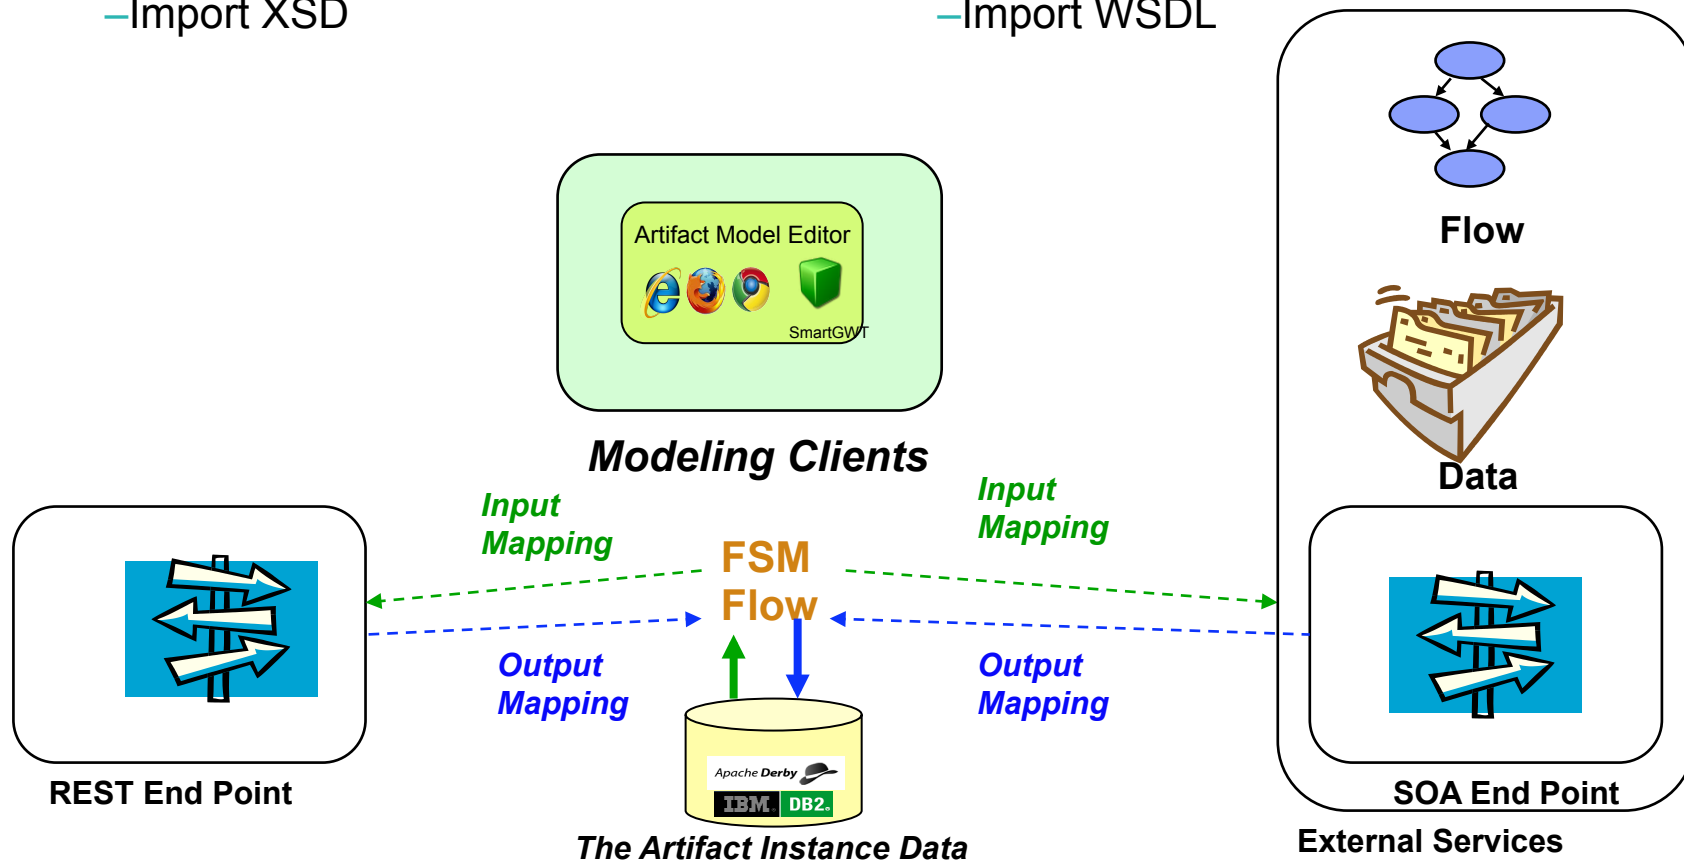 –Import XSD
–Import WSDL
Flow
Artifact Model Editor
SmartGWT
Data
Modeling Clients
Input
Mapping
Input
Mapping
FSM
Flow
Output
Mapping
Output
Mapping
Apache Derby
IBM® DB2®
REST End Point
SOA End Point
The Artifact Instance Data
External Services